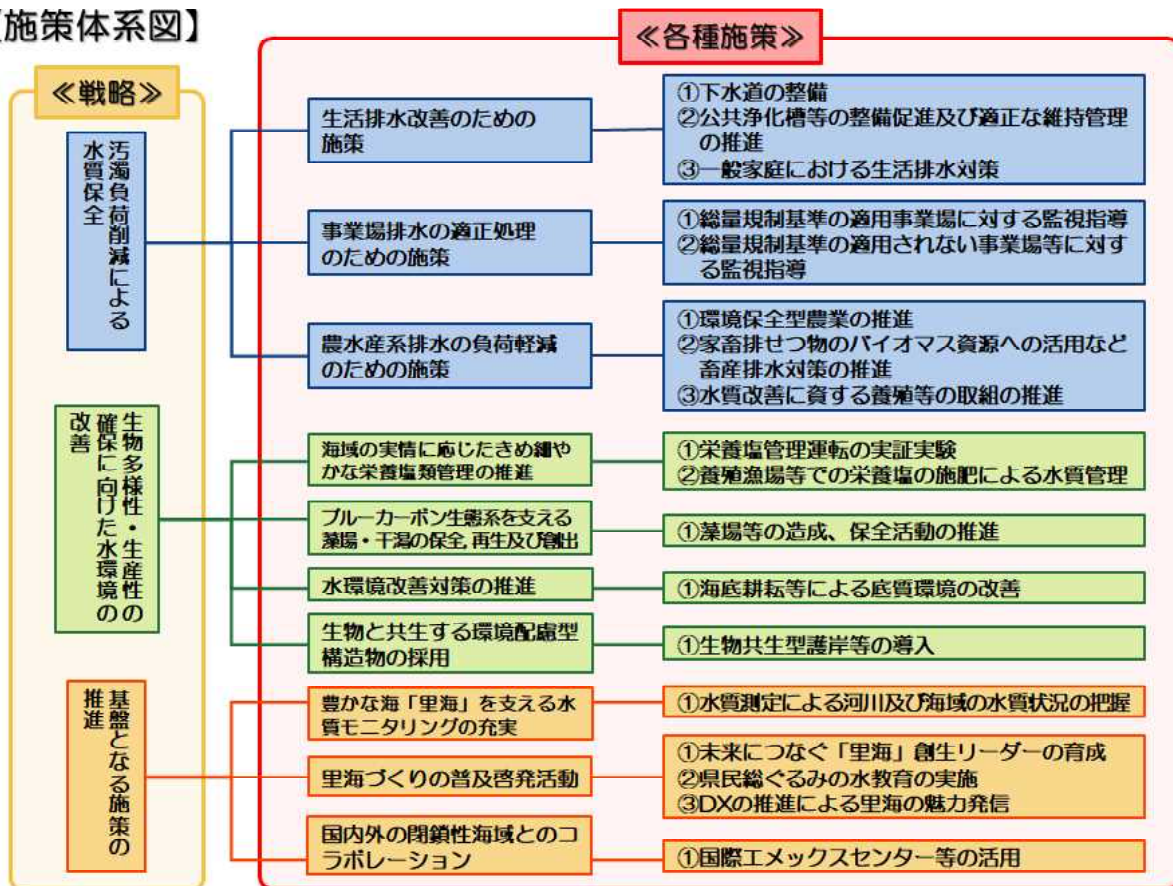 【施策体系図】
≪各種施策≫
≪戦略≫
汚濁負荷削減による
水質保全
生活排水改善のための
施策
①下水道の整備
②公共浄化槽等の整備促進及び適正な維持管理
の推進
③一般家庭における生活排水対策
事業場排水の適正処理
のための施策
①総量規制基準の適用事業場に対する監視指導
②総量規制基準の適用されない事業場等に対す
る監視指導
農水産系排水の負荷軽減
のための施策
①環境保全型農業の推進
②家畜排せつ物のバイオマス資源への活用など
畜産排水対策の推進
③水質改善に資する養殖等の取組の推進
生物多様性・生産性の
確保に向けた水環境の
改善
海域の実情に応じたきめ細や
かな栄養塩類管理の推進
①栄養塩管理運転の実証実験
②養殖漁場等での栄養塩の施肥による水質管理
ブルーカーボン生態系を支える
藻場・干潟の保全,再生及び創出
①藻場等の造成、保全活動の推進
水環境改善対策の推進
①海底耕耘等による底質環境の改善
生物と共生する環境配慮型
構造物の採用
①生物共生型護岸等の導入
基盤となる施策の
推進
豊かな海「里海」を支える水
質モニタリングの充実
①水質測定による河川及び海域の水質状況の把握
里海づくりの普及啓発活動
①未来につなぐ「里海」創生リーダーの育成
②県民総ぐるみの水教育の実施
③DXの推進による里海の魅力発信
国内外の閉鎖性海域とのコ
ラボレーション
①国際エメックスセンター等の活用